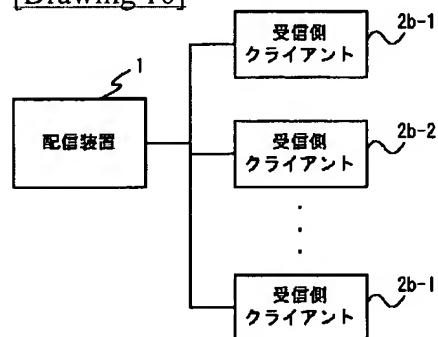 [Drawing 10]
受信側
クライアント
2b-1
1
配信装置
受信側
クライアント
2b-2
受信側
クライアント
2b-I